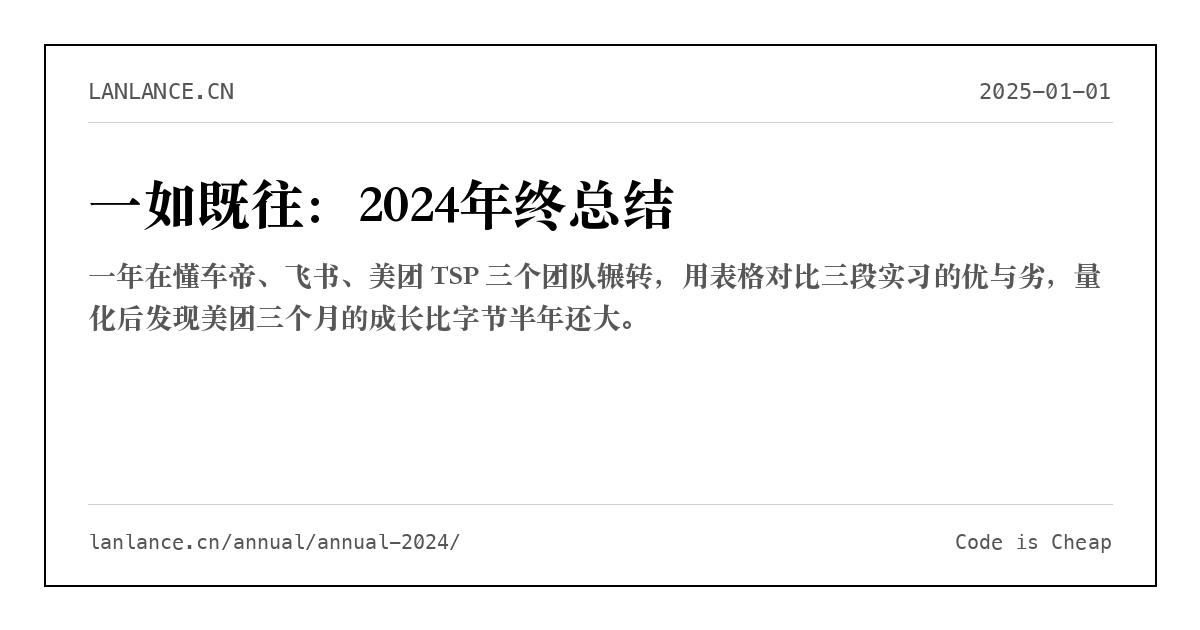 LANLANCE.CN
2025-01-01
一如既往：2024年终总结
一年在懂车帝、飞书、美团 TSP 三个团队辗转，用表格对比三段实习的优与劣，量
化后发现美团三个月的成长比字节半年还大。
lanlance.cn/annual/annual-2024/
Code is Cheap